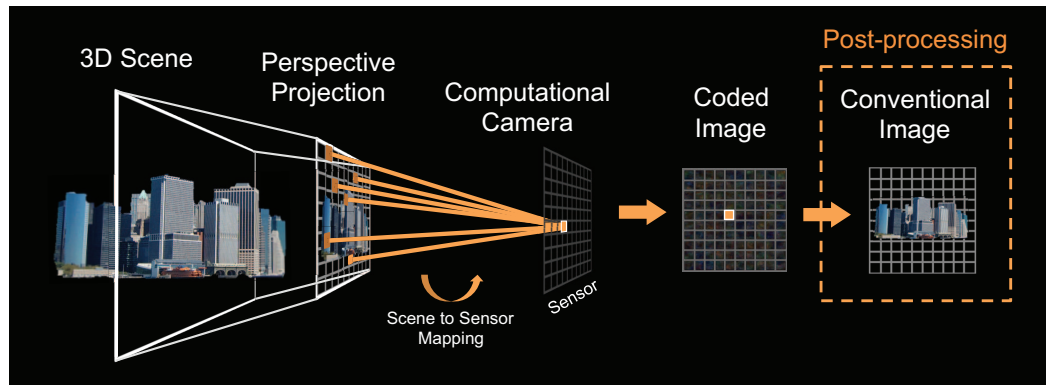 3D Scene
Perspective
Projection
Computational
Camera
Coded
Image
Post-processing
Conventional
Image
Scene to Sensor
Mapping
Sensor